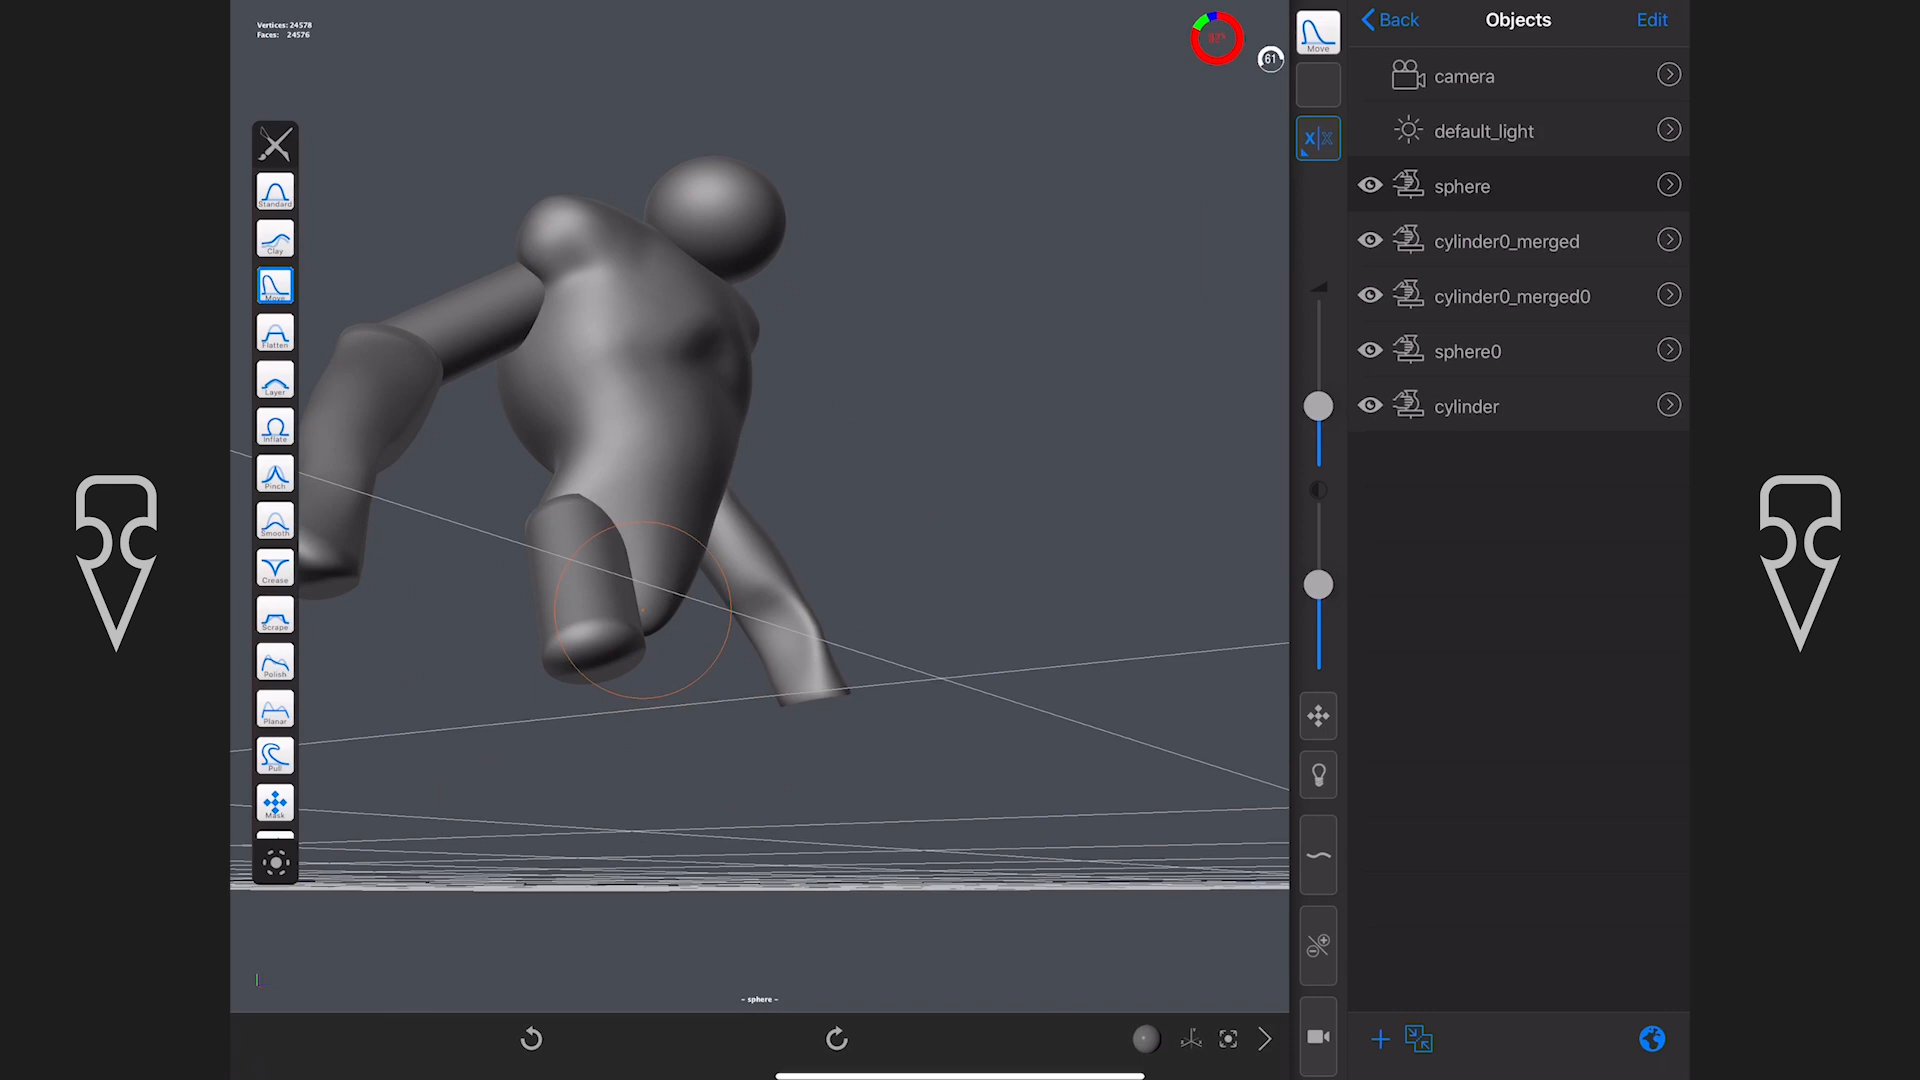 Vertices: 24578
Faces: 24576
61
Move
Back
Objects
Edit
camera
default_light
sphere
cylinder0_merged
cylinder0_merged0
sphere0
cylinder
X|X
Standard
Clay
Move
Flatten
Layer
Inflate
Pinch
Smooth
Crease
Scrape
Polish
Planar
Pull
Mask
- sphere -